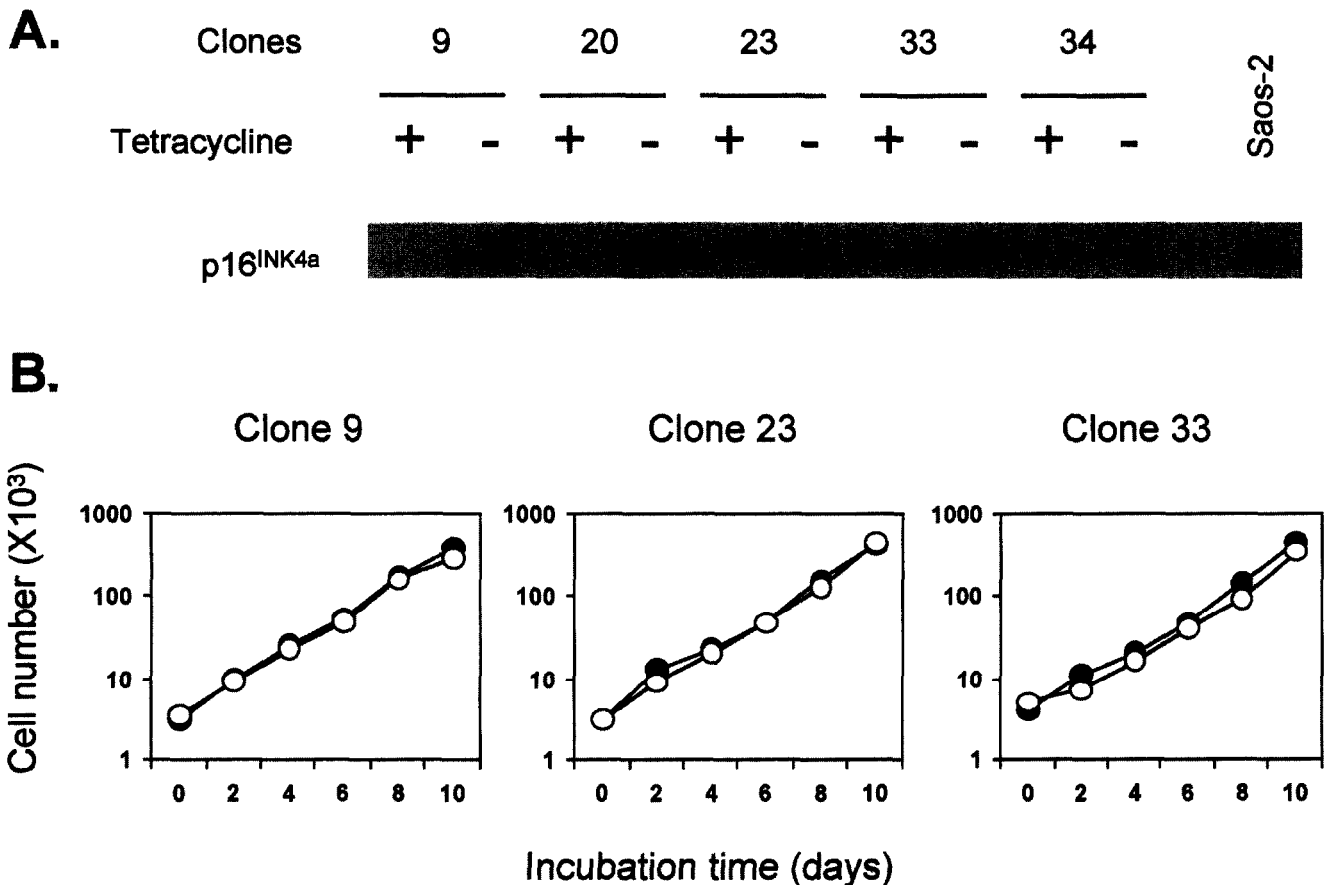 A.
Clones 9 20 23 33 34 Saos-2
Tetracycline + - + - + - + - + -
p16INK4a
B.
Clone 9 Clone 23 Clone 33
Cell number (X10³)
1000 1000 1000
100 100 100
10 10 10
1 1 1
0 2 4 6 8 10 0 2 4 6 8 10 0 2 4 6 8 10
Incubation time (days)